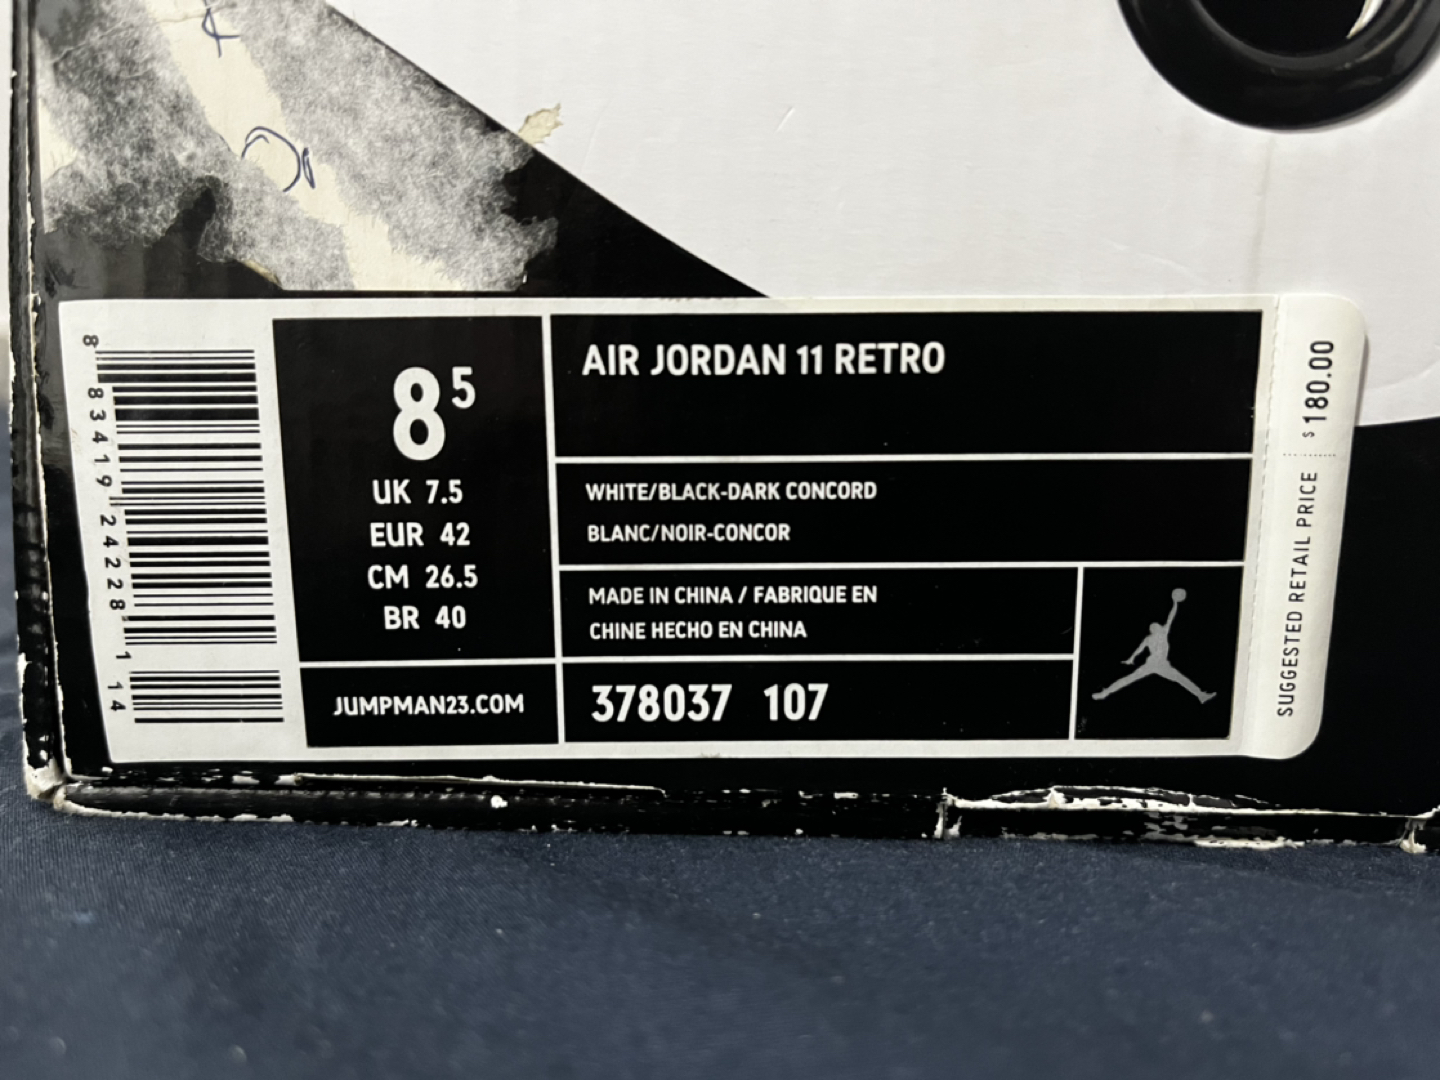 8 83419 24228 1 14
8⁵
UK 7.5
EUR 42
CM 26.5
BR 40
JUMPMAN23.COM
AIR JORDAN 11 RETRO
WHITE/BLACK-DARK CONCORD
BLANC/NOIR-CONCOR
MADE IN CHINA / FABRIQUE EN
CHINE HECHO EN CHINA
378037 107
SUGGESTED RETAIL PRICE $180.00